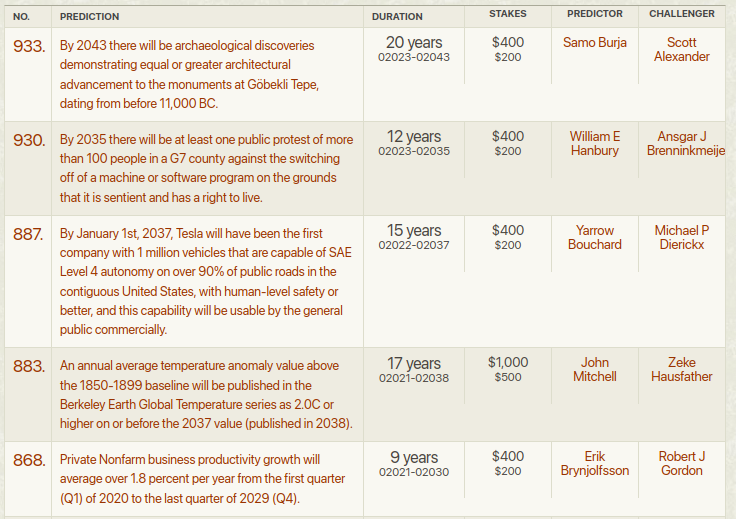 NO. PREDICTION DURATION STAKES PREDICTOR CHALLENGER
933. By 2043 there will be archaeological discoveries
demonstrating equal or greater architectural
advancement to the monuments at Göbekli Tepe,
dating from before 11,000 BC.
20 years
02023-02043
$400
$200
Samo Burja
Scott
Alexander
930. By 2035 there will be at least one public protest of more
than 100 people in a G7 county against the switching
off of a machine or software program on the grounds
that it is sentient and has a right to live.
12 years
02023-02035
$400
$200
William E
Hanbury
Ansgar J
Brenninkmeije
887. By January 1st, 2037, Tesla will have been the first
company with 1 million vehicles that are capable of SAE
Level 4 autonomy on over 90% of public roads in the
contiguous United States, with human-level safety or
better, and this capability will be usable by the general
public commercially.
15 years
02022-02037
$400
$200
Yarrow
Bouchard
Michael P
Dierickx
883. An annual average temperature anomaly value above
the 1850-1899 baseline will be published in the
Berkeley Earth Global Temperature series as 2.0C or
higher on or before the 2037 value (published in 2038).
17 years
02021-02038
$1,000
$500
John
Mitchell
Zeke
Hausfather
868. Private Nonfarm business productivity growth will
average over 1.8 percent per year from the first quarter
(Q1) of 2020 to the last quarter of 2029 (Q4).
9 years
02021-02030
$400
$200
Erik
Brynjolfsson
Robert J
Gordon